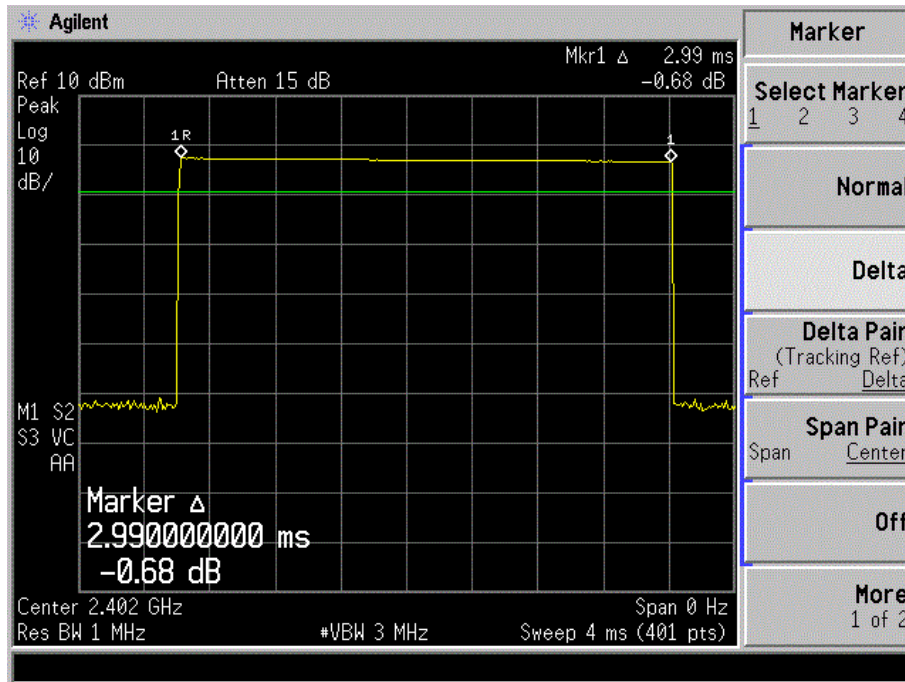 Agilent
Mkr1 Δ 2.99 ms
Ref 10 dBm Atten 15 dB -0.68 dB
Peak
Log
10
dB/
1R
1
M1 S2
S3 VC
AA
Marker Δ
2.990000000 ms
-0.68 dB
Center 2.402 GHz Span 0 Hz
Res BW 1 MHz #VBW 3 MHz Sweep 4 ms (401 pts)
Marker
Select Marker
1 2 3 4
Normal
Delta
Delta Pair
(Tracking Ref)
Ref Delta
Span Pair
Span Center
Off
More
1 of 2